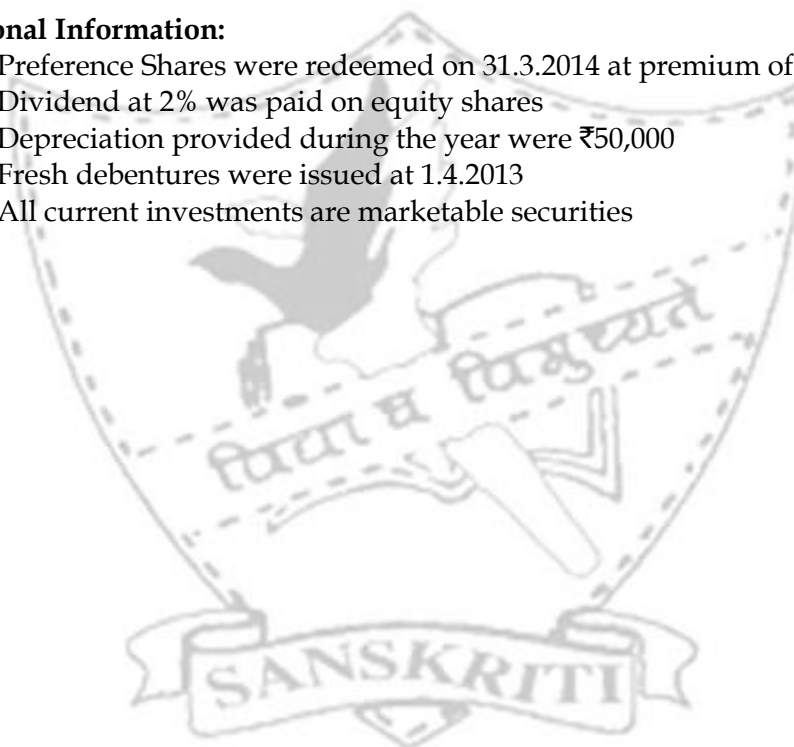 onal Information:
Preference Shares were redeemed on 31.3.2014 at premium of
Dividend at 2% was paid on equity shares
Depreciation provided during the year were ₹50,000
Fresh debentures were issued at 1.4.2013
All current investments are marketable securities
विद्या ध विमुच्यते
SANSKRITI